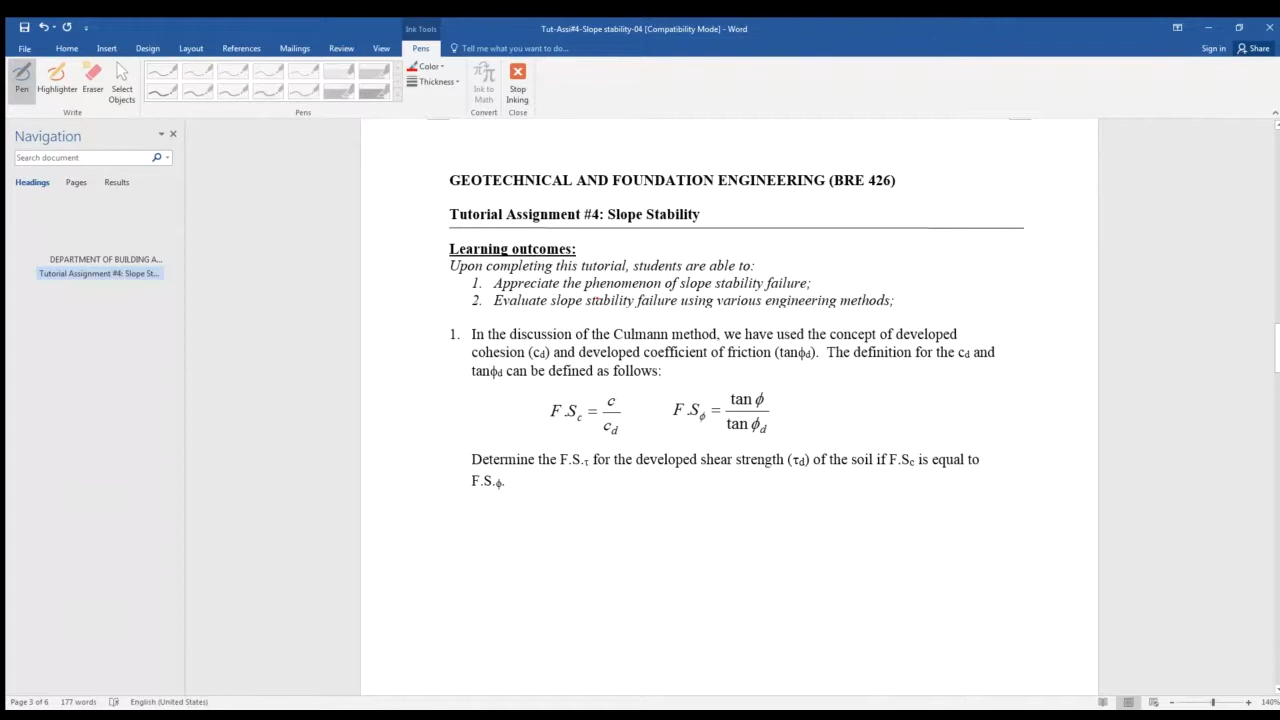 Ink Tools
Tut-Assi#4-Slope stability-04 [Compatibility Mode] - Word
File Home Insert Design Layout References Mailings Review View Pens Tell me what you want to do... Sign in Share
Pen Highlighter Eraser Select Objects
Color
Thickness
Ink to Math
Stop Inking
Write Pens Convert Close
Navigation
Search document
Headings Pages Results
DEPARTMENT OF BUILDING A...
Tutorial Assignment #4: Slope St...
GEOTECHNICAL AND FOUNDATION ENGINEERING (BRE 426)
Tutorial Assignment #4: Slope Stability
Learning outcomes:
Upon completing this tutorial, students are able to:
1. Appreciate the phenomenon of slope stability failure;
2. Evaluate slope stability failure using various engineering methods;
1. In the discussion of the Culmann method, we have used the concept of developed
cohesion (cd) and developed coefficient of friction (tanϕd). The definition for the cd and
tanϕd can be defined as follows:
F.Sc = c / cd F.Sϕ = tan ϕ / tan ϕd
Determine the F.S.τ for the developed shear strength (τd) of the soil if F.Sc is equal to
F.S.ϕ.
Page 3 of 6 177 words English (United States) 140%